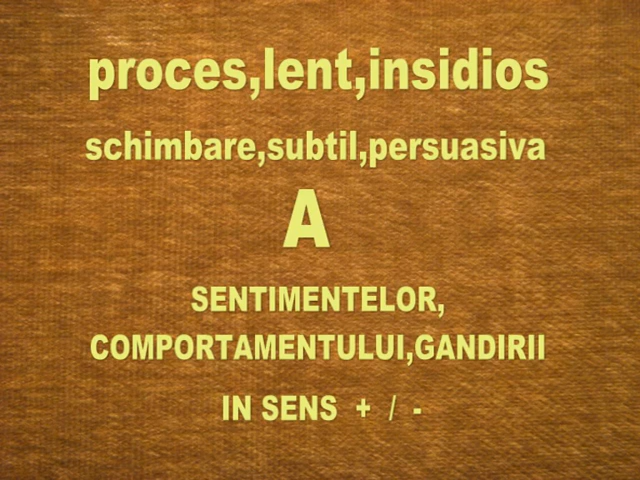 proces,lent,insidios
schimbare,subtil,persuasiva
A
SENTIMENTELOR,
COMPORTAMENTULUI,GANDIRII
IN SENS + / -